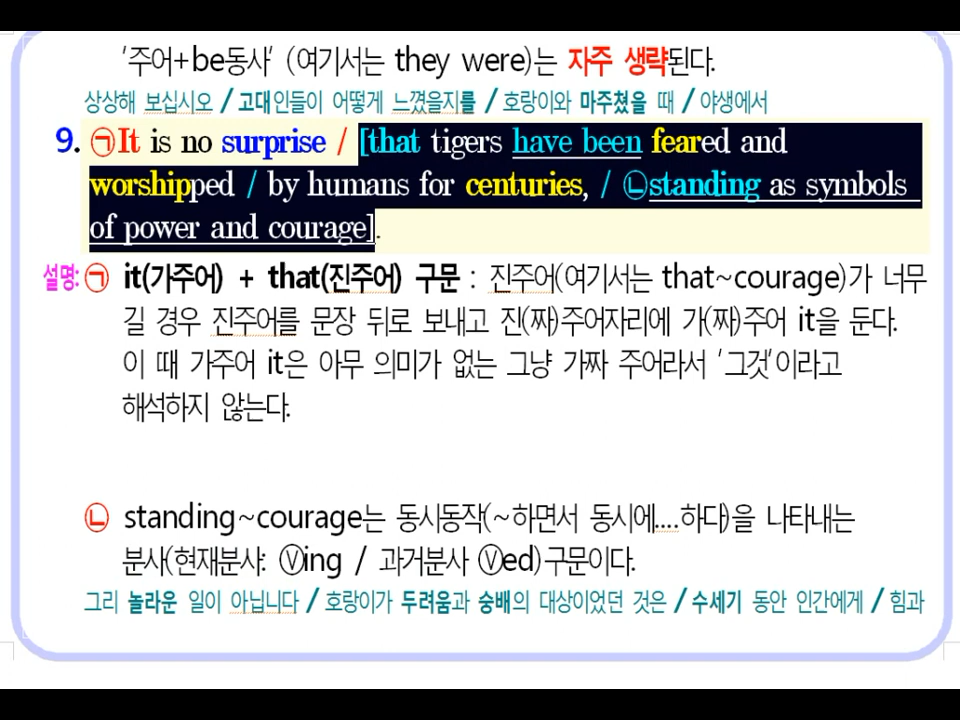 '주어+be동사' (여기서는 they were)는 자주 생략된다.
상상해 보십시오 / 고대인들이 어떻게 느꼈을지를 / 호랑이와 마주쳤을 때 / 야생에서
9. ㉠It is no surprise / [that tigers have been feared and
worshipped / by humans for centuries, / ㉡standing as symbols
of power and courage].
설명: ㉠ it(가주어) + that(진주어) 구문 : 진주어(여기서는 that~courage)가 너무
길 경우 진주어를 문장 뒤로 보내고 진(짜)주어자리에 가(짜)주어 it을 둔다.
이 때 가주어 it은 아무 의미가 없는 그냥 가짜 주어라서 '그것'이라고
해석하지 않는다.
㉡ standing~courage는 동시동작(~하면서 동시에....하다)을 나타내는
분사(현재분사: Ⓥing / 과거분사 Ⓥed)구문이다.
그리 놀라운 일이 아닙니다 / 호랑이가 두려움과 숭배의 대상이었던 것은 / 수세기 동안 인간에게 / 힘과